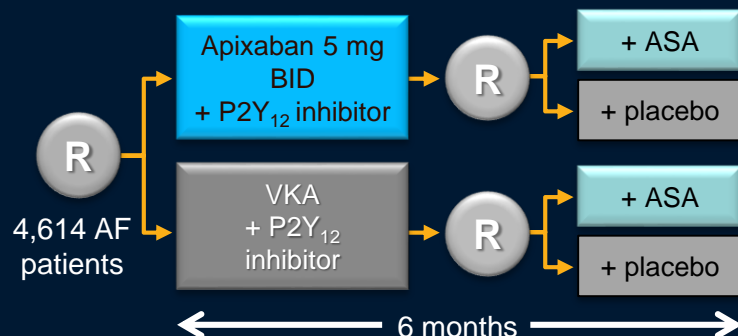 R
4,614 AF
patients
Apixaban 5 mg
BID
+ P2Y₁₂ inhibitor
R
+ ASA
+ placebo
VKA
+ P2Y₁₂
inhibitor
R
+ ASA
+ placebo
6 months